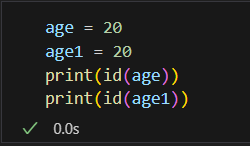 age = 20
age1 = 20
print(id(age))
print(id(age1))
0.0s